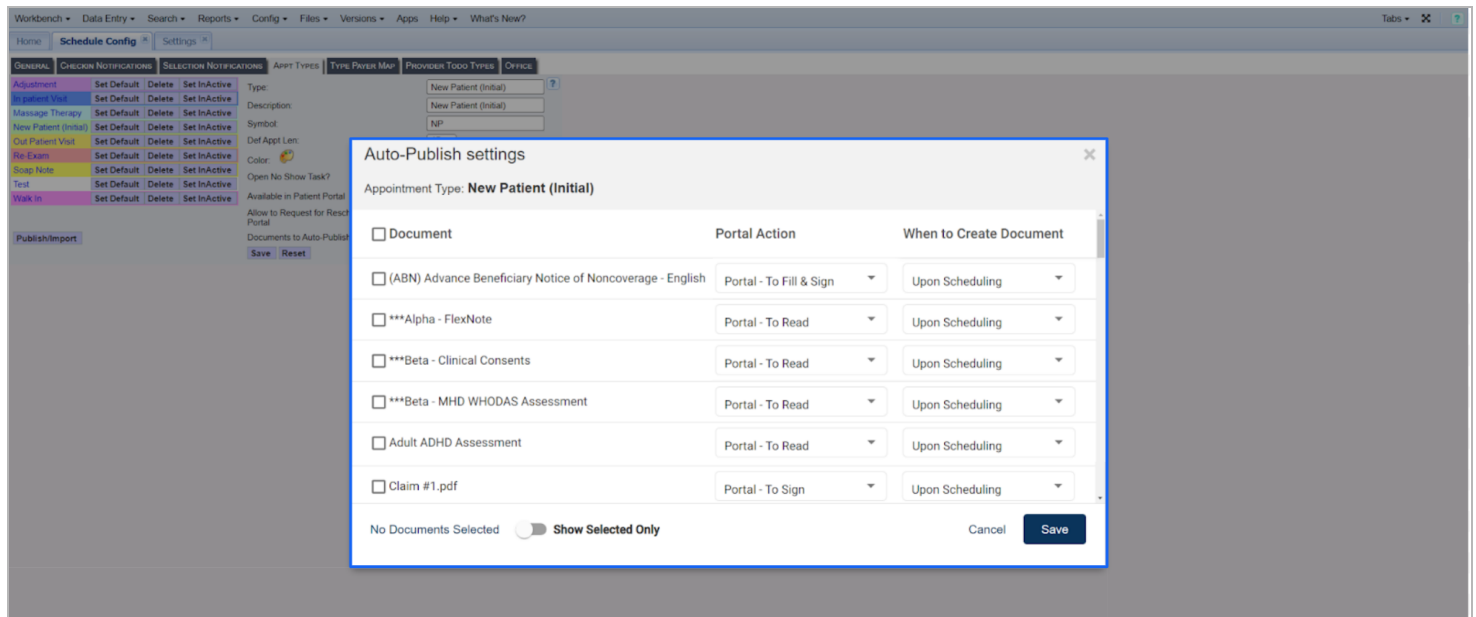 Workbench Data Entry Search Reports Config Files Versions Apps Help What's New? Tabs ?
Home Schedule Config Settings
General Checkin Notifications Selection Notifications Appt Types Type Payer Map Provider Todo Types Office
Adjustment Set Default Delete Set InActive
In patient Visit Set Default Delete Set InActive
Massage Therapy Set Default Delete Set InActive
New Patient (Initial) Set Default Delete Set InActive
Out Patient Visit Set Default Delete Set InActive
Re-Exam Set Default Delete Set InActive
Soap Note Set Default Delete Set InActive
Test Set Default Delete Set InActive
Walk In Set Default Delete Set InActive
Publish/Import
Type: New Patient (Initial) ?
Description: New Patient (Initial)
Symbol: NP
Def Appt Len:
Color:
Open No Show Task?
Available in Patient Portal
Allow to Request for Resch
Portal
Documents to Auto-Publish
Save Reset
Auto-Publish settings
Appointment Type: New Patient (Initial)
Document Portal Action When to Create Document
(ABN) Advance Beneficiary Notice of Noncoverage - English Portal - To Fill & Sign Upon Scheduling
***Alpha - FlexNote Portal - To Read Upon Scheduling
***Beta - Clinical Consents Portal - To Read Upon Scheduling
***Beta - MHD WHODAS Assessment Portal - To Read Upon Scheduling
Adult ADHD Assessment Portal - To Read Upon Scheduling
Claim #1.pdf Portal - To Sign Upon Scheduling
No Documents Selected Show Selected Only Cancel Save